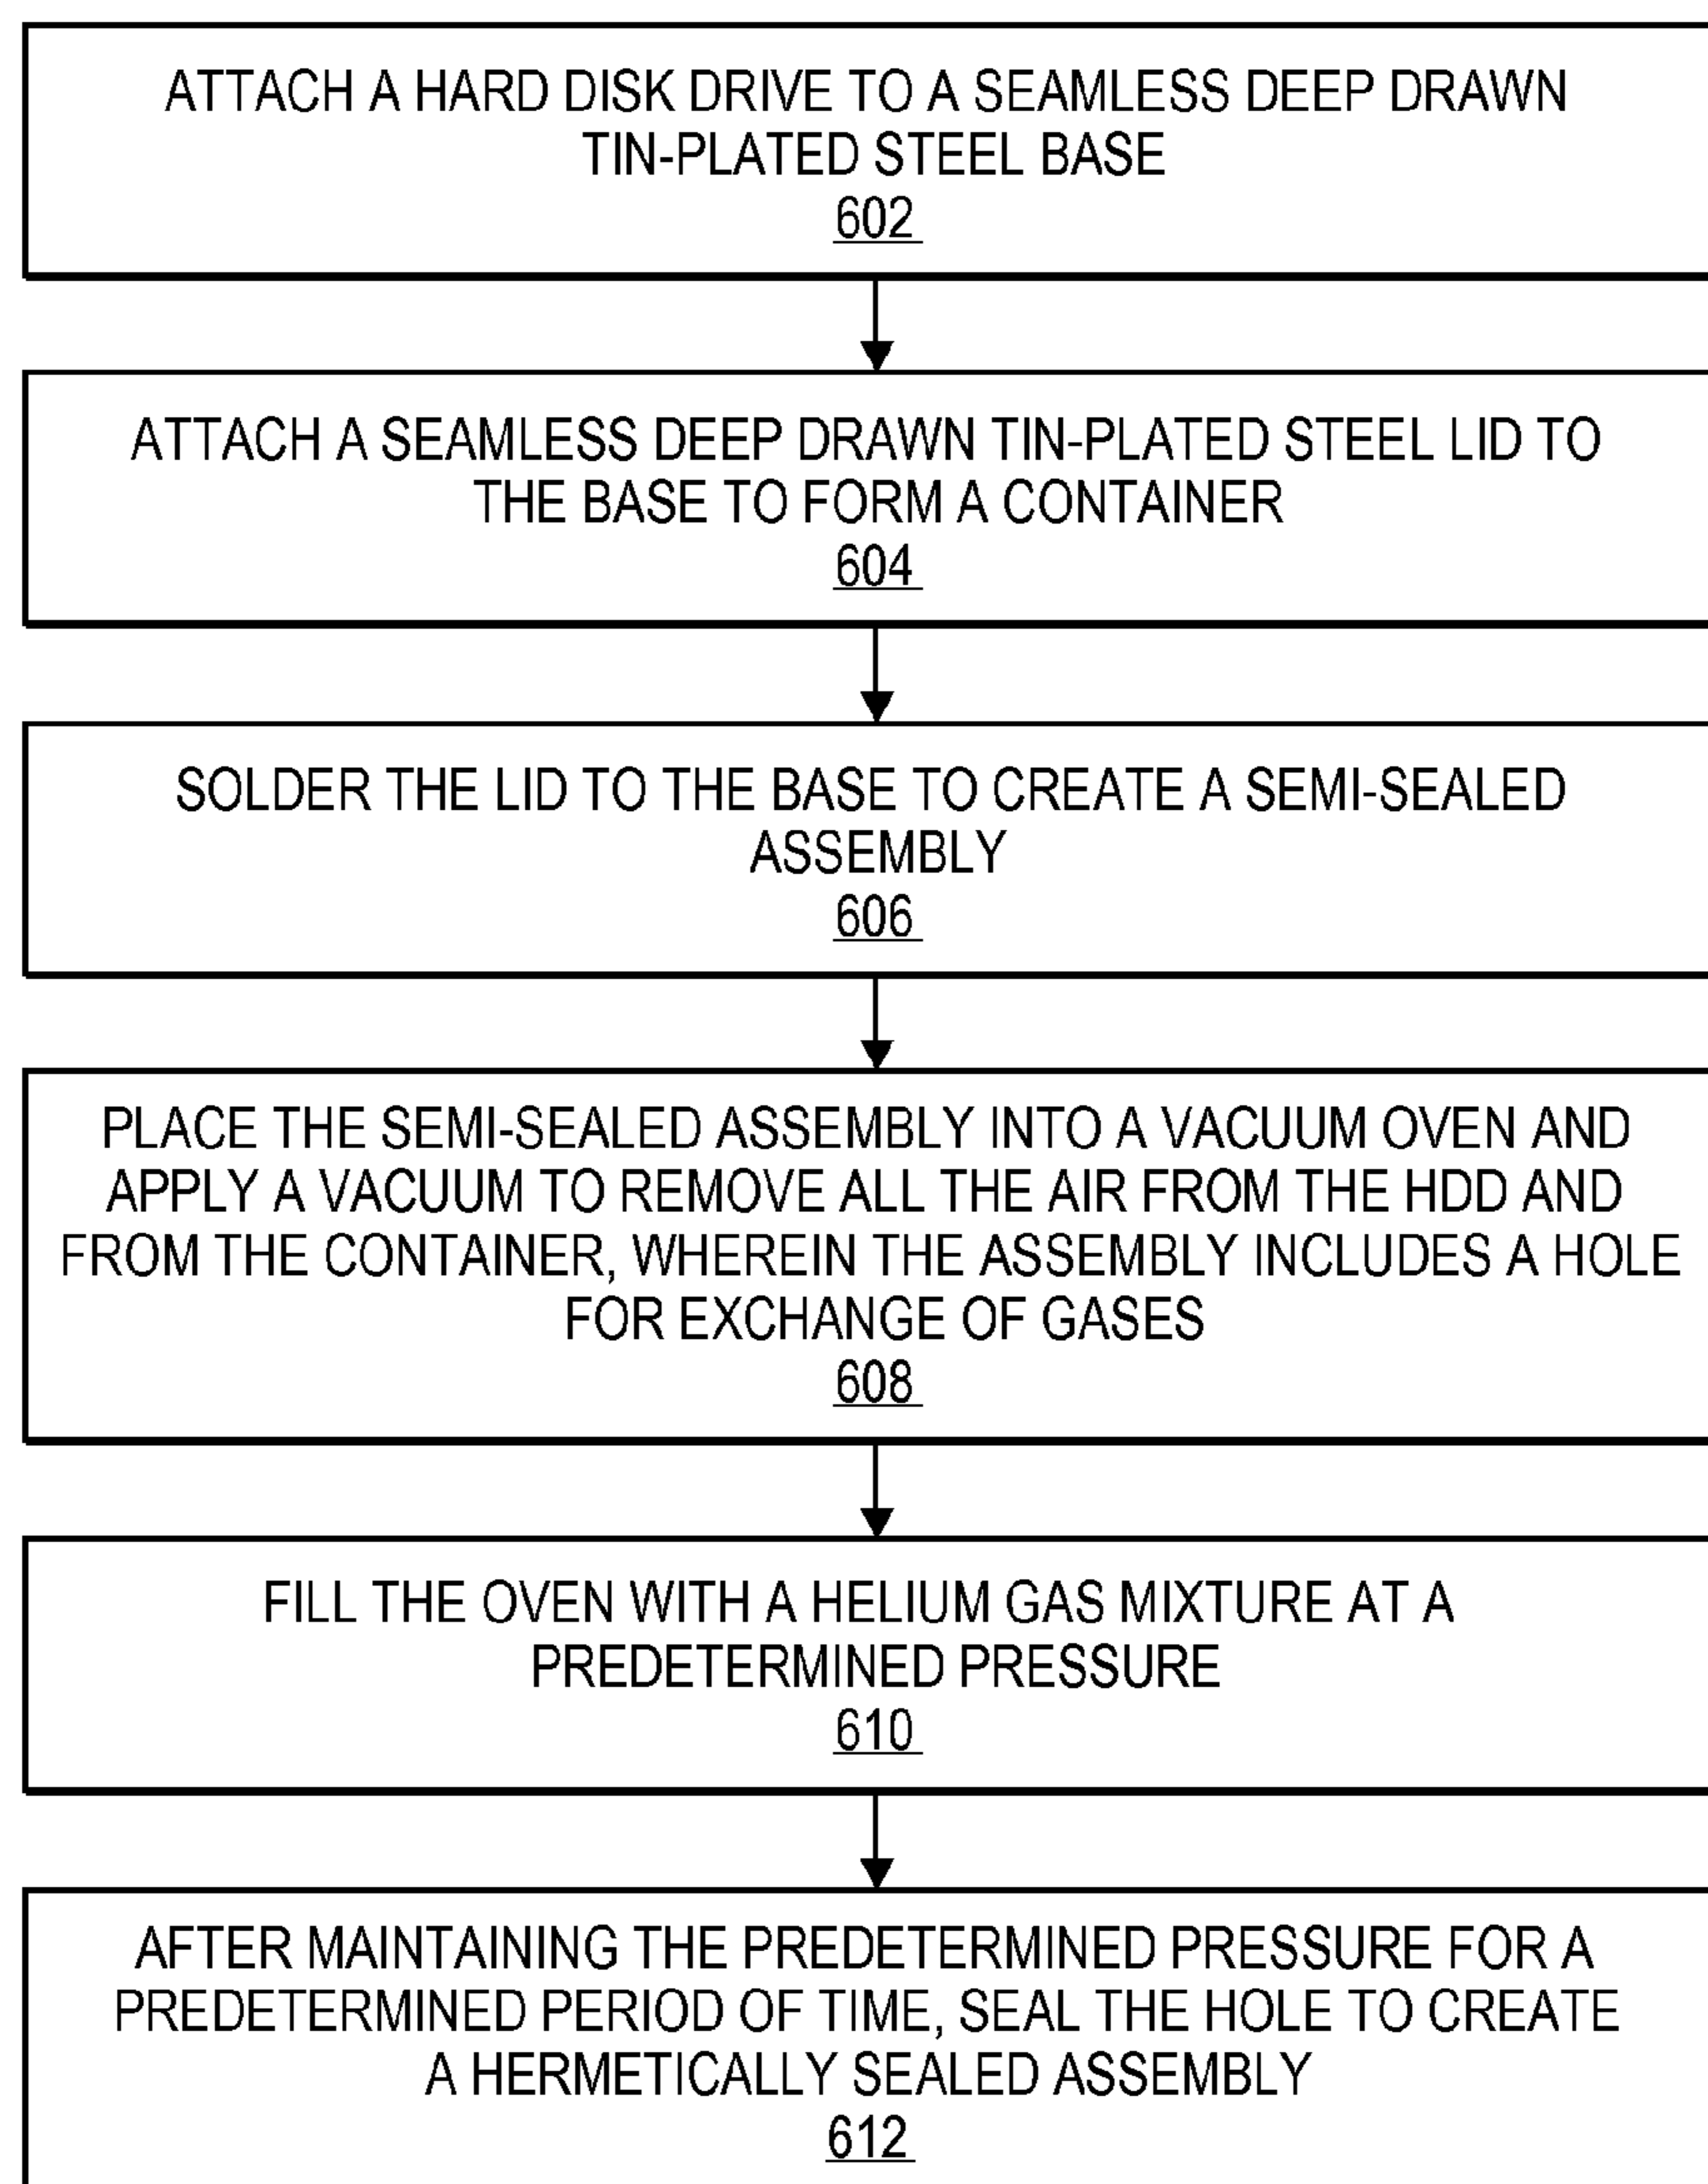 ATTACH A HARD DISK DRIVE TO A SEAMLESS DEEP DRAWN
TIN-PLATED STEEL BASE
602
ATTACH A SEAMLESS DEEP DRAWN TIN-PLATED STEEL LID TO
THE BASE TO FORM A CONTAINER
604
SOLDER THE LID TO THE BASE TO CREATE A SEMI-SEALED
ASSEMBLY
606
PLACE THE SEMI-SEALED ASSEMBLY INTO A VACUUM OVEN AND
APPLY A VACUUM TO REMOVE ALL THE AIR FROM THE HDD AND
FROM THE CONTAINER, WHEREIN THE ASSEMBLY INCLUDES A HOLE
FOR EXCHANGE OF GASES
608
FILL THE OVEN WITH A HELIUM GAS MIXTURE AT A
PREDETERMINED PRESSURE
610
AFTER MAINTAINING THE PREDETERMINED PRESSURE FOR A
PREDETERMINED PERIOD OF TIME, SEAL THE HOLE TO CREATE
A HERMETICALLY SEALED ASSEMBLY
612